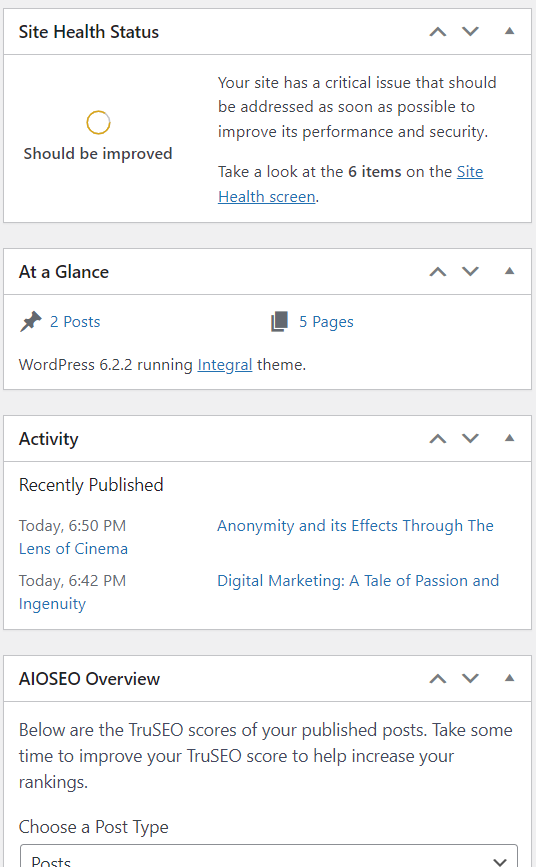 Site Health Status
Should be improved
Your site has a critical issue that should
be addressed as soon as possible to
improve its performance and security.
Take a look at the 6 items on the Site
Health screen.
At a Glance
2 Posts
5 Pages
WordPress 6.2.2 running Integral theme.
Activity
Recently Published
Today, 6:50 PM Anonymity and its Effects Through The
Lens of Cinema
Today, 6:42 PM Digital Marketing: A Tale of Passion and
Ingenuity
AIOSEO Overview
Below are the TruSEO scores of your published posts. Take some
time to improve your TruSEO score to help increase your
rankings.
Choose a Post Type
Posts